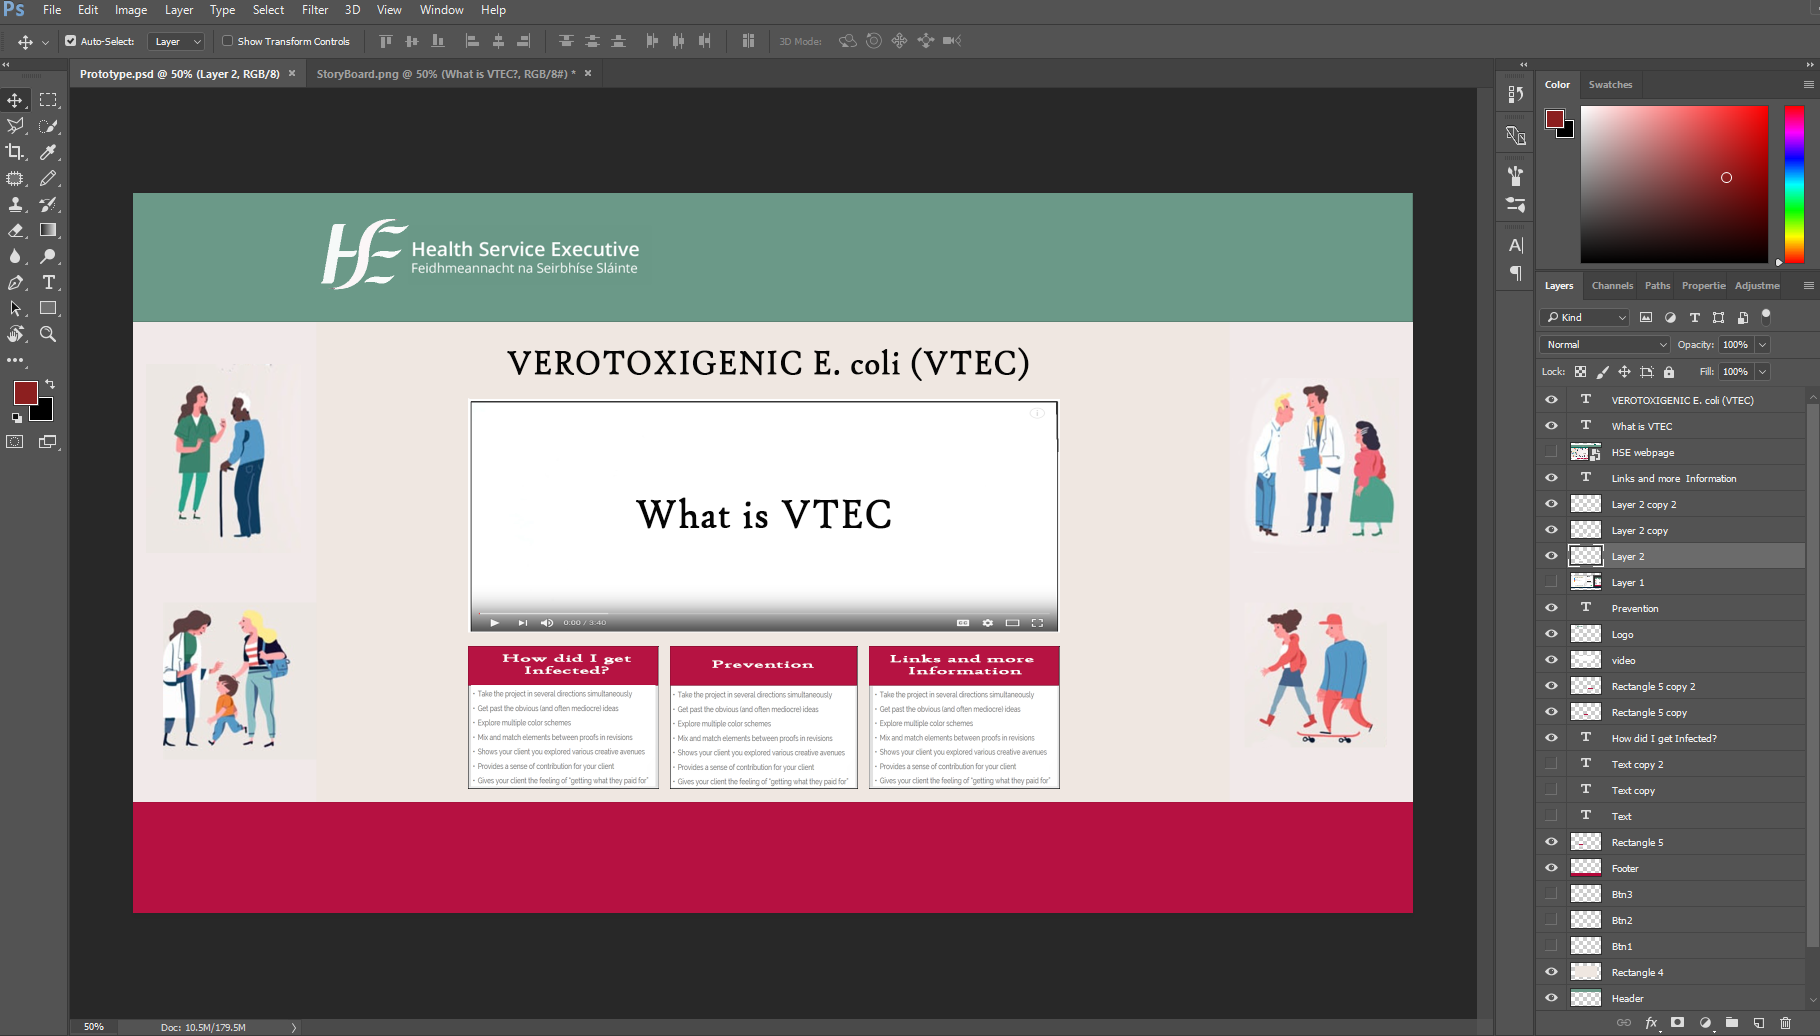 Ps File Edit Image Layer Type Select Filter 3D View Window Help
Auto-Select: Layer Show Transform Controls 3D Mode:
Prototype.psd @ 50% (Layer 2, RGB/8) × StoryBoard.png @ 50% (What is VTEC?, RGB/8#) * ×
HSE Health Service Executive
Feidhmeannacht na Seirbhíse Sláinte
VEROTOXIGENIC E. coli (VTEC)
What is VTEC
0:00 / 3:40
How did I get
Infected?
• Take the project in several directions simultaneously
• Get past the obvious (and often mediocre) ideas
• Explore multiple color schemes
• Mix and match elements between proofs in revisions
• Shows your client you explored various creative avenues
• Provides a sense of contribution for your client
• Gives your client the feeling of "getting what they paid for"
Prevention
• Take the project in several directions simultaneously
• Get past the obvious (and often mediocre) ideas
• Explore multiple color schemes
• Mix and match elements between proofs in revisions
• Shows your client you explored various creative avenues
• Provides a sense of contribution for your client
• Gives your client the feeling of "getting what they paid for"
Links and more
Information
• Take the project in several directions simultaneously
• Get past the obvious (and often mediocre) ideas
• Explore multiple color schemes
• Mix and match elements between proofs in revisions
• Shows your client you explored various creative avenues
• Provides a sense of contribution for your client
• Gives your client the feeling of "getting what they paid for"
50% Doc: 10.5M/179.5M
Color Swatches
Layers Channels Paths Propertie Adjustme
Kind
Normal Opacity: 100%
Lock: Fill: 100%
VEROTOXIGENIC E. coli (VTEC)
What is VTEC
HSE webpage
Links and more Information
Layer 2 copy 2
Layer 2 copy
Layer 2
Layer 1
Prevention
Logo
video
Rectangle 5 copy 2
Rectangle 5 copy
How did I get Infected?
Text copy 2
Text copy
Text
Rectangle 5
Footer
Btn3
Btn2
Btn1
Rectangle 4
Header
fx